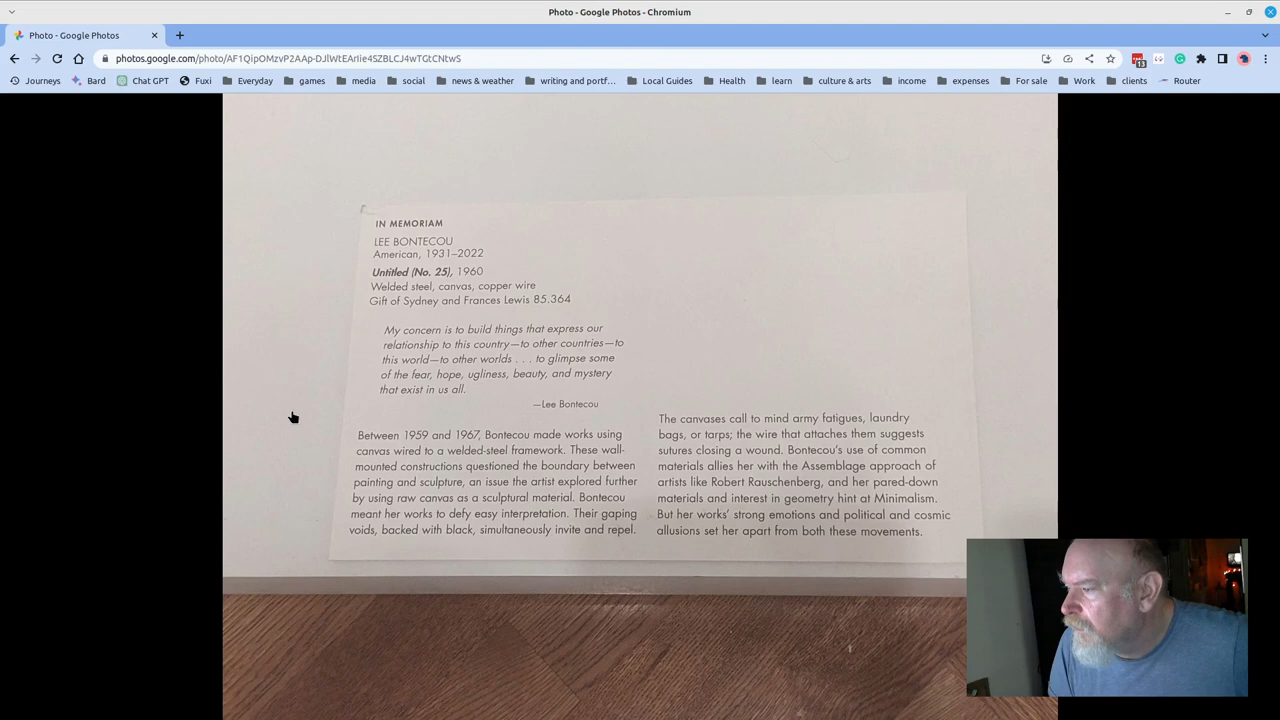 Photo - Google Photos - Chromium
Photo - Google Photos
photos.google.com/photo/AF1QipOMzvP2AAp-DJlWtEArIie4SZBLCJ4wTGtCNtwS
Journeys Bard Chat GPT Fuxi Everyday games media social news & weather writing and portf... Local Guides Health learn culture & arts income expenses For sale Work clients Router
13
IN MEMORIAM
LEE BONTECOU
American, 1931–2022
Untitled (No. 25), 1960
Welded steel, canvas, copper wire
Gift of Sydney and Frances Lewis 85.364
My concern is to build things that express our
relationship to this country—to other countries—to
this world—to other worlds . . . to glimpse some
of the fear, hope, ugliness, beauty, and mystery
that exist in us all.
—Lee Bontecou
Between 1959 and 1967, Bontecou made works using
canvas wired to a welded-steel framework. These wall-
mounted constructions questioned the boundary between
painting and sculpture, an issue the artist explored further
by using raw canvas as a sculptural material. Bontecou
meant her works to defy easy interpretation. Their gaping
voids, backed with black, simultaneously invite and repel.
The canvases call to mind army fatigues, laundry
bags, or tarps; the wire that attaches them suggests
sutures closing a wound. Bontecou's use of common
materials allies her with the Assemblage approach of
artists like Robert Rauschenberg, and her pared-down
materials and interest in geometry hint at Minimalism.
But her works' strong emotions and political and cosmic
allusions set her apart from both these movements.